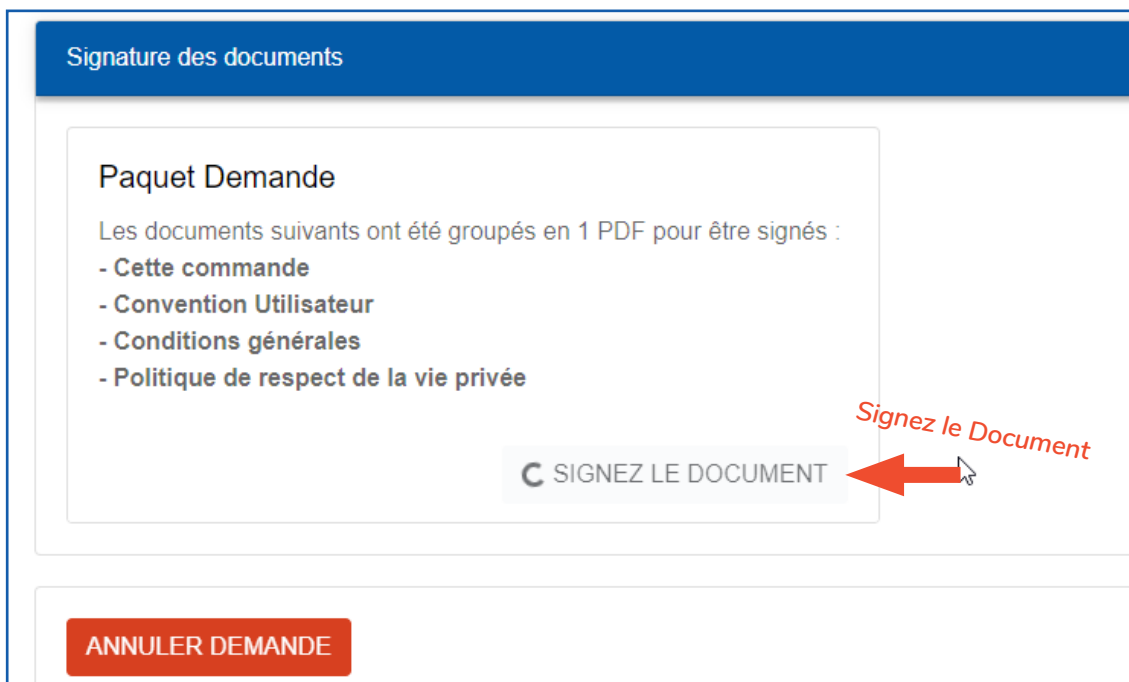 Signature des documents
Paquet Demande
Les documents suivants ont été groupés en 1 PDF pour être signés :
- Cette commande
- Convention Utilisateur
- Conditions générales
- Politique de respect de la vie privée
Signez le Document
SIGNEZ LE DOCUMENT
ANNULER DEMANDE